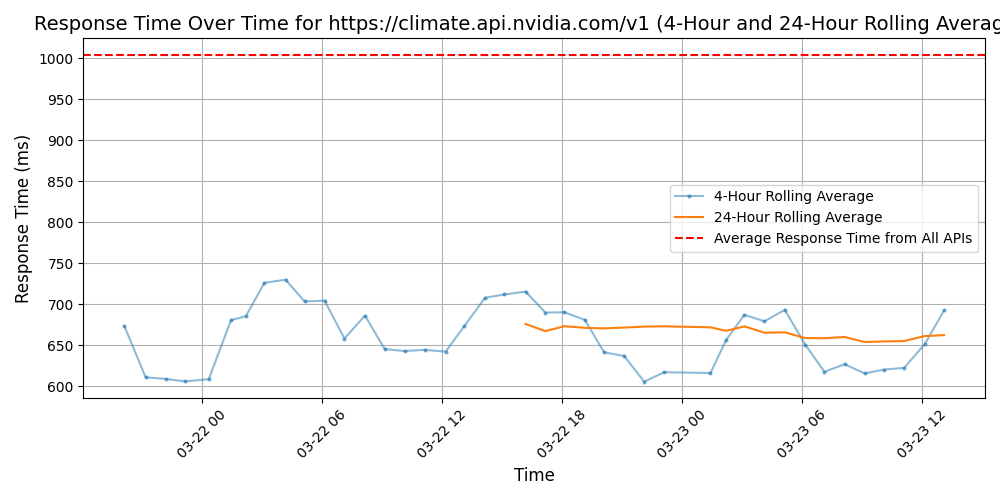 Response Time Over Time for https://climate.api.nvidia.com/v1 (4-Hour and 24-Hour Rolling Averag
Response Time (ms)
1000
950
900
850
800
750
700
650
600
4-Hour Rolling Average
24-Hour Rolling Average
Average Response Time from All APIs
03-22 00
03-22 06
03-22 12
03-22 18
03-23 00
03-23 06
03-23 12
Time